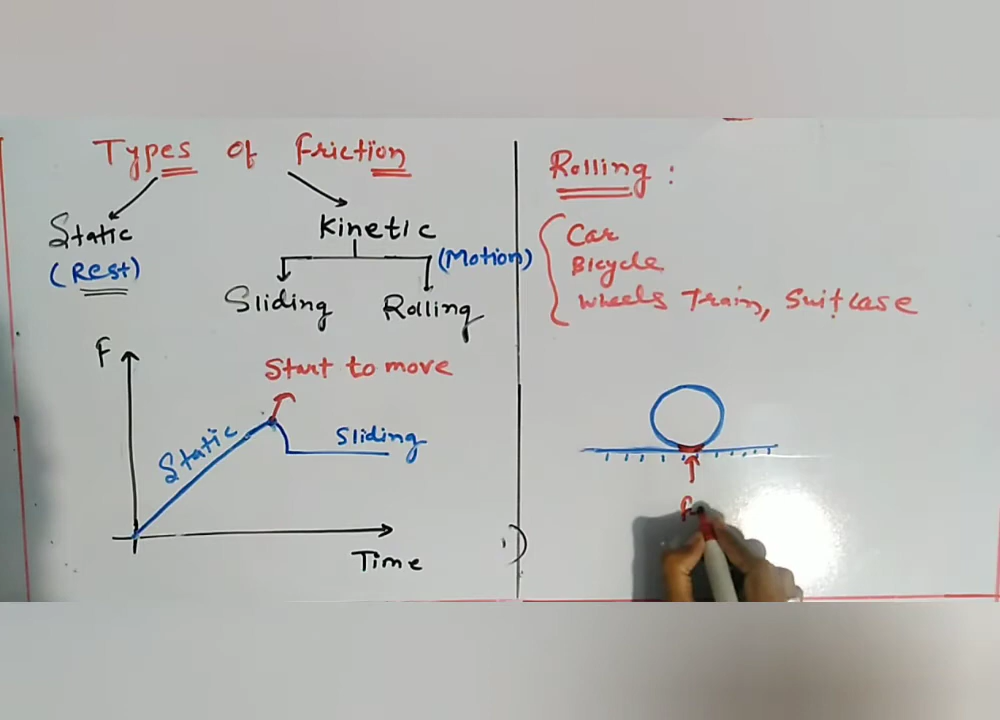 Types of Friction
Static
(Rest)
Kinetic
(Motion)
Sliding Rolling
F
Start to move
Static
Sliding
Time
Rolling :
Car
Bicycle
Wheels Train, Suitcase